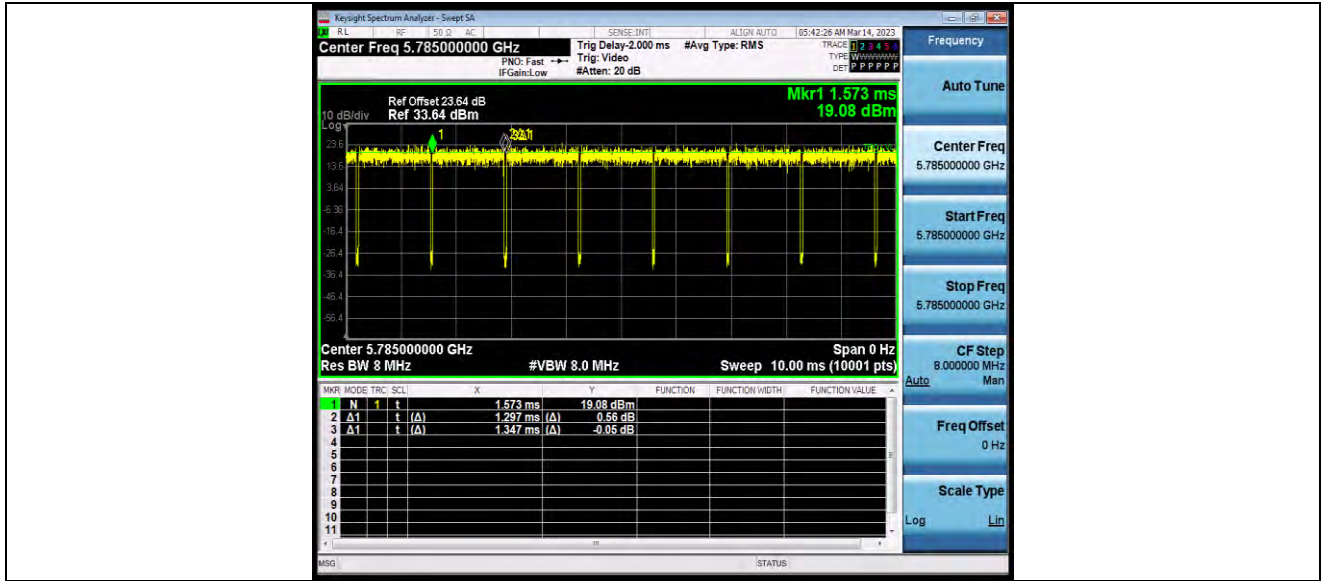 Keysight Spectrum Analyzer - Swept SA
RL RF 50 Ω AC SENSE:INT ALIGN AUTO 05:42:26 AM Mar 14, 2023
Center Freq 5.785000000 GHz Trig Delay-2.000 ms #Avg Type: RMS TRACE 1 2 3 4 5 6
PNO: Fast Trig: Video TYPE WWWWWW
IFGain:Low #Atten: 20 dB DET P P P P P P
Mkr1 1.573 ms
19.08 dBm
Ref Offset 23.64 dB
10 dB/div Ref 33.64 dBm
Log
1
23.6
13.6
3.64
-6.36
-16.4
-26.4
-36.4
-46.4
-56.4
Center 5.785000000 GHz Span 0 Hz
Res BW 8 MHz #VBW 8.0 MHz Sweep 10.00 ms (10001 pts)
MKR MODE TRC SCL X Y FUNCTION FUNCTION WIDTH FUNCTION VALUE
1 N 1 t 1.573 ms 19.08 dBm
2 Δ1 t (Δ) 1.297 ms (Δ) 0.56 dB
3 Δ1 t (Δ) 1.347 ms (Δ) -0.05 dB
4
5
6
7
8
9
10
11
MSG STATUS
Frequency
Auto Tune
Center Freq
5.785000000 GHz
Start Freq
5.785000000 GHz
Stop Freq
5.785000000 GHz
CF Step
8.000000 MHz
Auto Man
Freq Offset
0 Hz
Scale Type
Log Lin